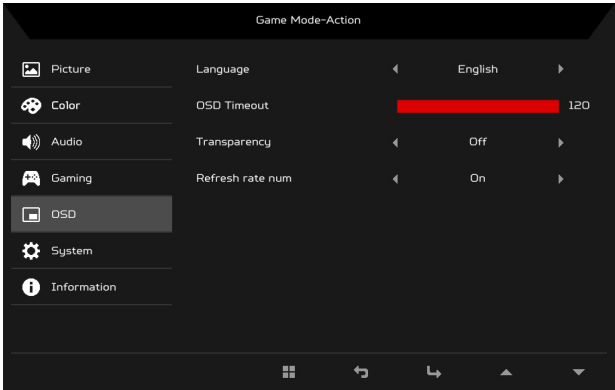 Game Mode-Action
Picture
Language English
Color
OSD Timeout 120
Audio
Transparency Off
Gaming
Refresh rate num On
OSD
System
Information